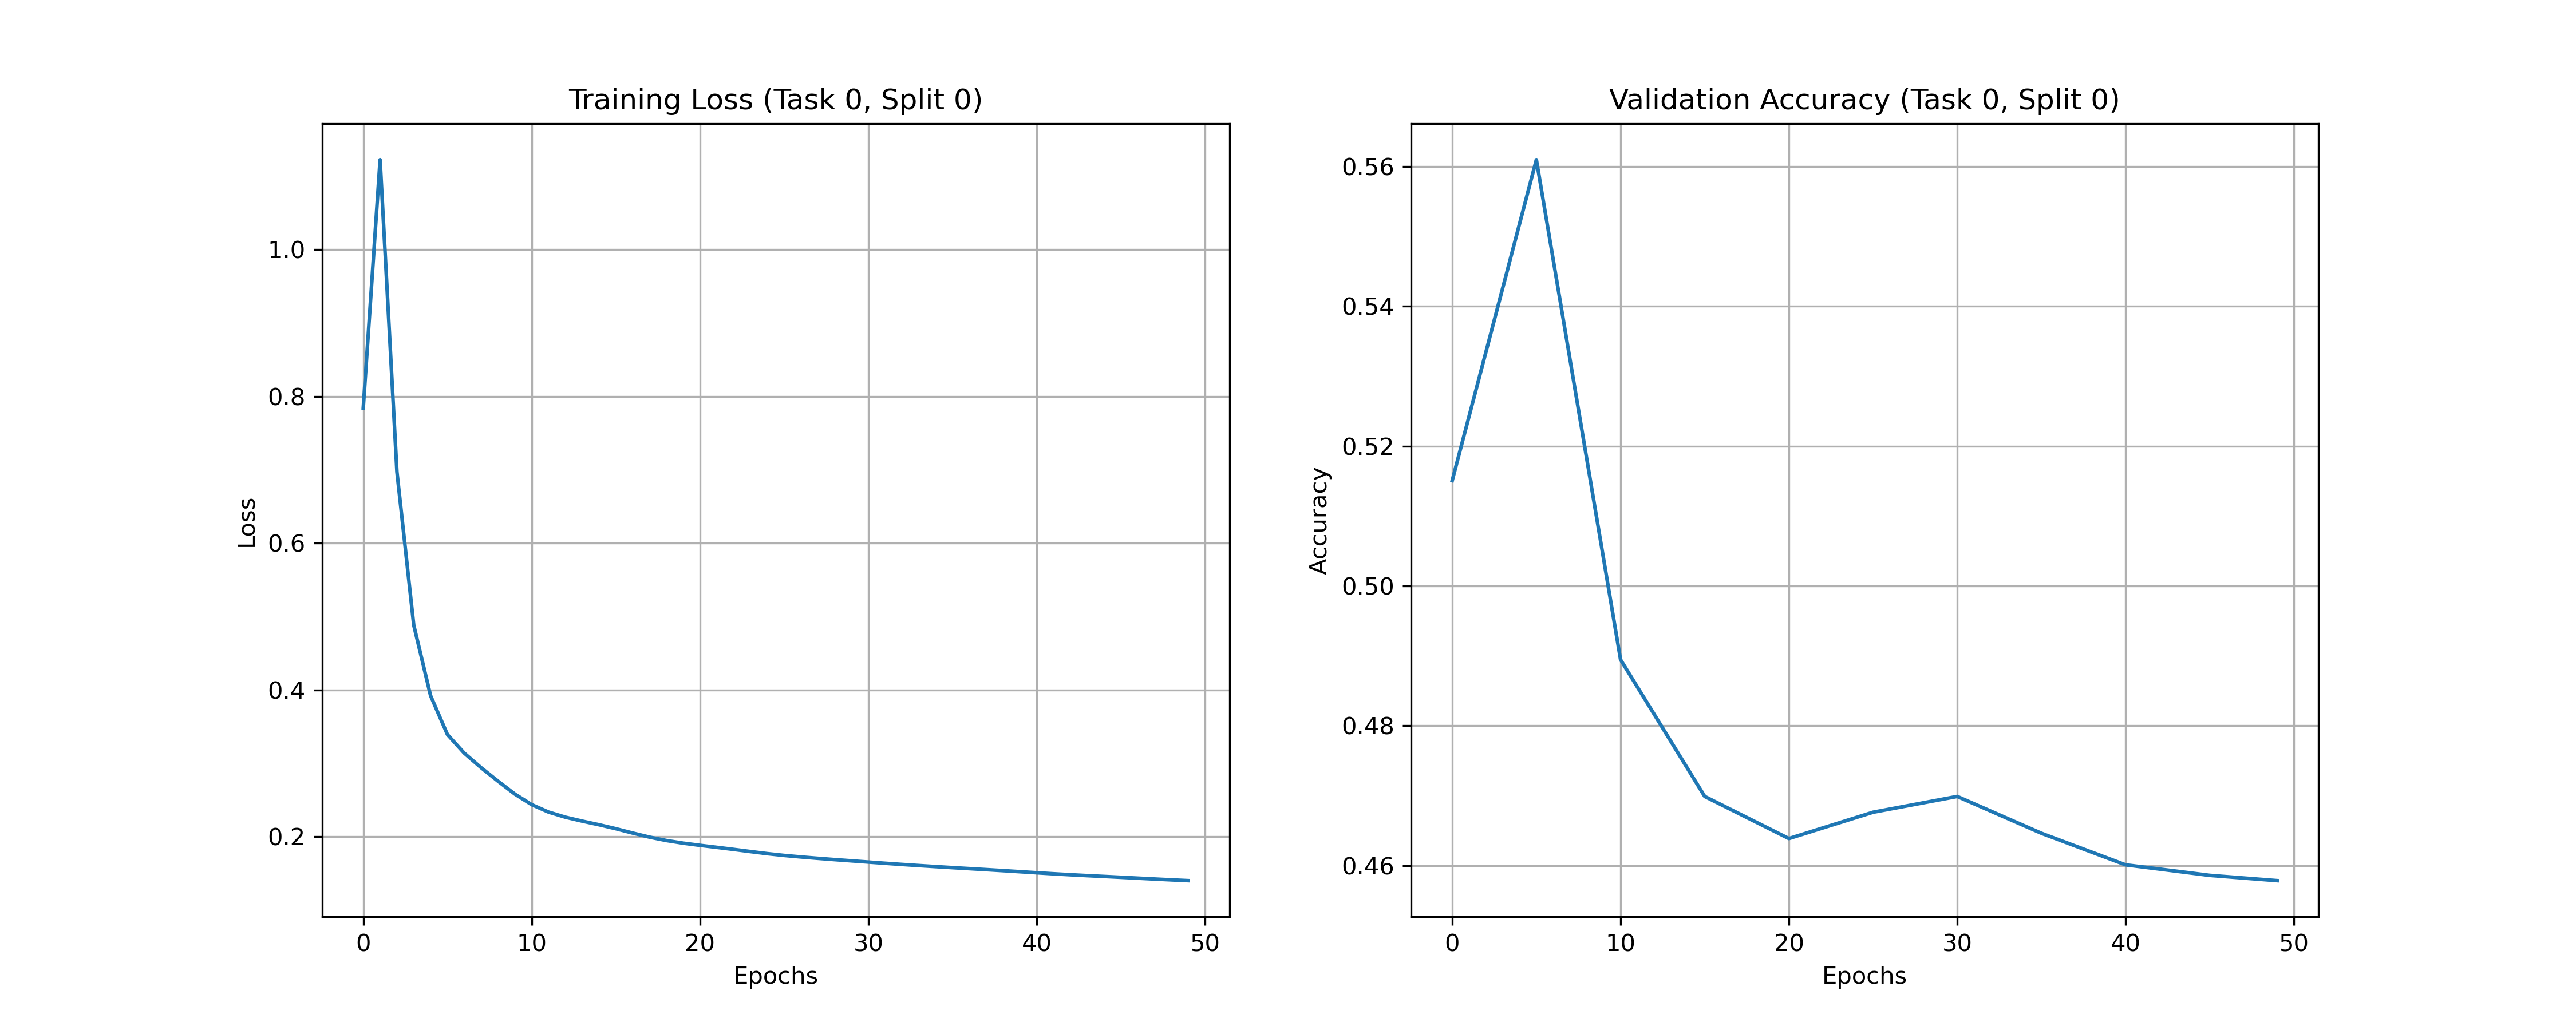 Training Loss (Task 0, Split 0)
1.0
0.8
0.6
0.4
0.2
Loss
0 10 20 30 40 50
Epochs
Validation Accuracy (Task 0, Split 0)
0.56
0.54
0.52
0.50
0.48
0.46
Accuracy
0 10 20 30 40 50
Epochs